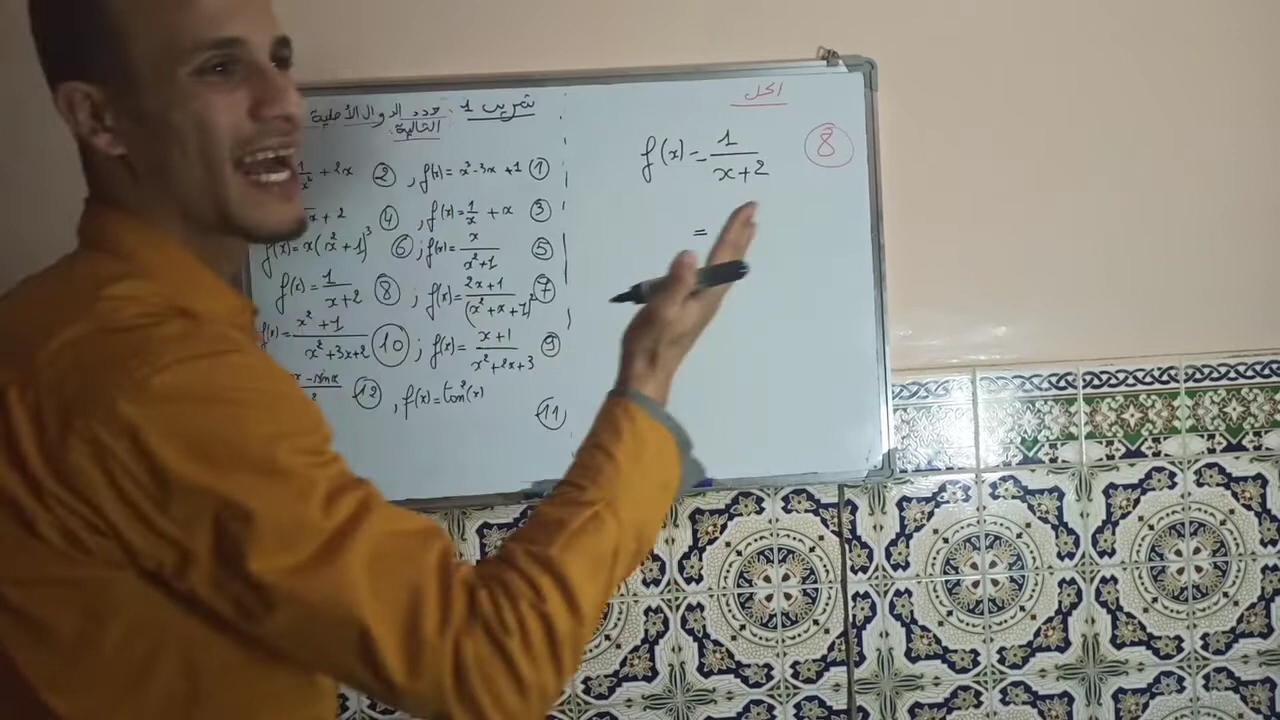 تمرين 1: حدد الدوال الأصلية
التالية
① f(x)= x²-3x+1 , ② 1/x² + 2x
③ f(x)= 1/x + x , ④ x + 2
⑤ f(x)= x/(x²+1) ; ⑥ f(x)= x(x²+1)³
⑦ f(x)= (2x+1)/(x²+x+1)² ; ⑧ f(x)= 1/(x+2)
⑨ f(x)= (x+1)/(x²+2x+3) ; ⑩ f(x)= (x²+1)/(x²+3x+2)
⑪ f(x)= tan²(x) , ⑫
الحل
⑧ f(x)= 1/(x+2)
=